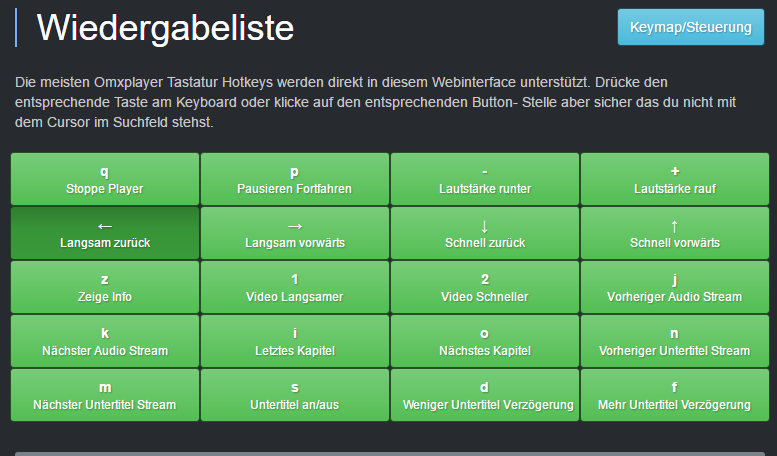 Wiedergabeliste
Keymap/Steuerung
Die meisten Omxplayer Tastatur Hotkeys werden direkt in diesem Webinterface unterstützt. Drücke den
entsprechende Taste am Keyboard oder klicke auf den entsprechenden Button- Stelle aber sicher das du nicht mit
dem Cursor im Suchfeld stehst.
q
Stoppe Player
p
Pausieren Fortfahren
-
Lautstärke runter
+
Lautstärke rauf
←
Langsam zurück
→
Langsam vorwärts
↓
Schnell zurück
↑
Schnell vorwärts
z
Zeige Info
1
Video Langsamer
2
Video Schneller
j
Vorheriger Audio Stream
k
Nächster Audio Stream
i
Letztes Kapitel
o
Nächstes Kapitel
n
Vorheriger Untertitel Stream
m
Nächster Untertitel Stream
s
Untertitel an/aus
d
Weniger Untertitel Verzögerung
f
Mehr Untertitel Verzögerung